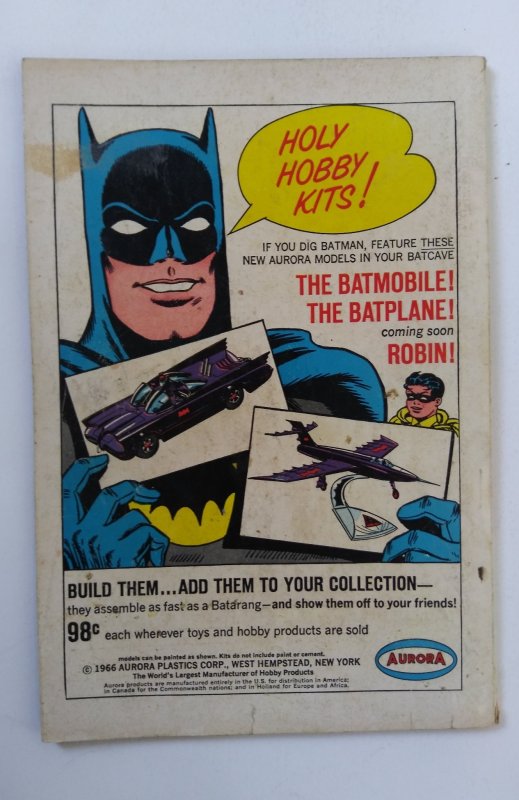 HOLY
HOBBY
KITS!
IF YOU DIG BATMAN, FEATURE THESE
NEW AURORA MODELS IN YOUR BATCAVE
THE BATMOBILE!
THE BATPLANE!
coming soon
ROBIN!
BUILD THEM...ADD THEM TO YOUR COLLECTION—
they assemble as fast as a Batarang—and show them off to your friends!
98¢ each wherever toys and hobby products are sold
models can be painted as shown. Kits do not include paint or cement.
© 1966 AURORA PLASTICS CORP., WEST HEMPSTEAD, NEW YORK
The World's Largest Manufacturer of Hobby Products
Aurora products are manufactured entirely in the U.S. for distribution in America;
in Canada for the Commonwealth nations; and in Holland for Europe and Africa.
AURORA